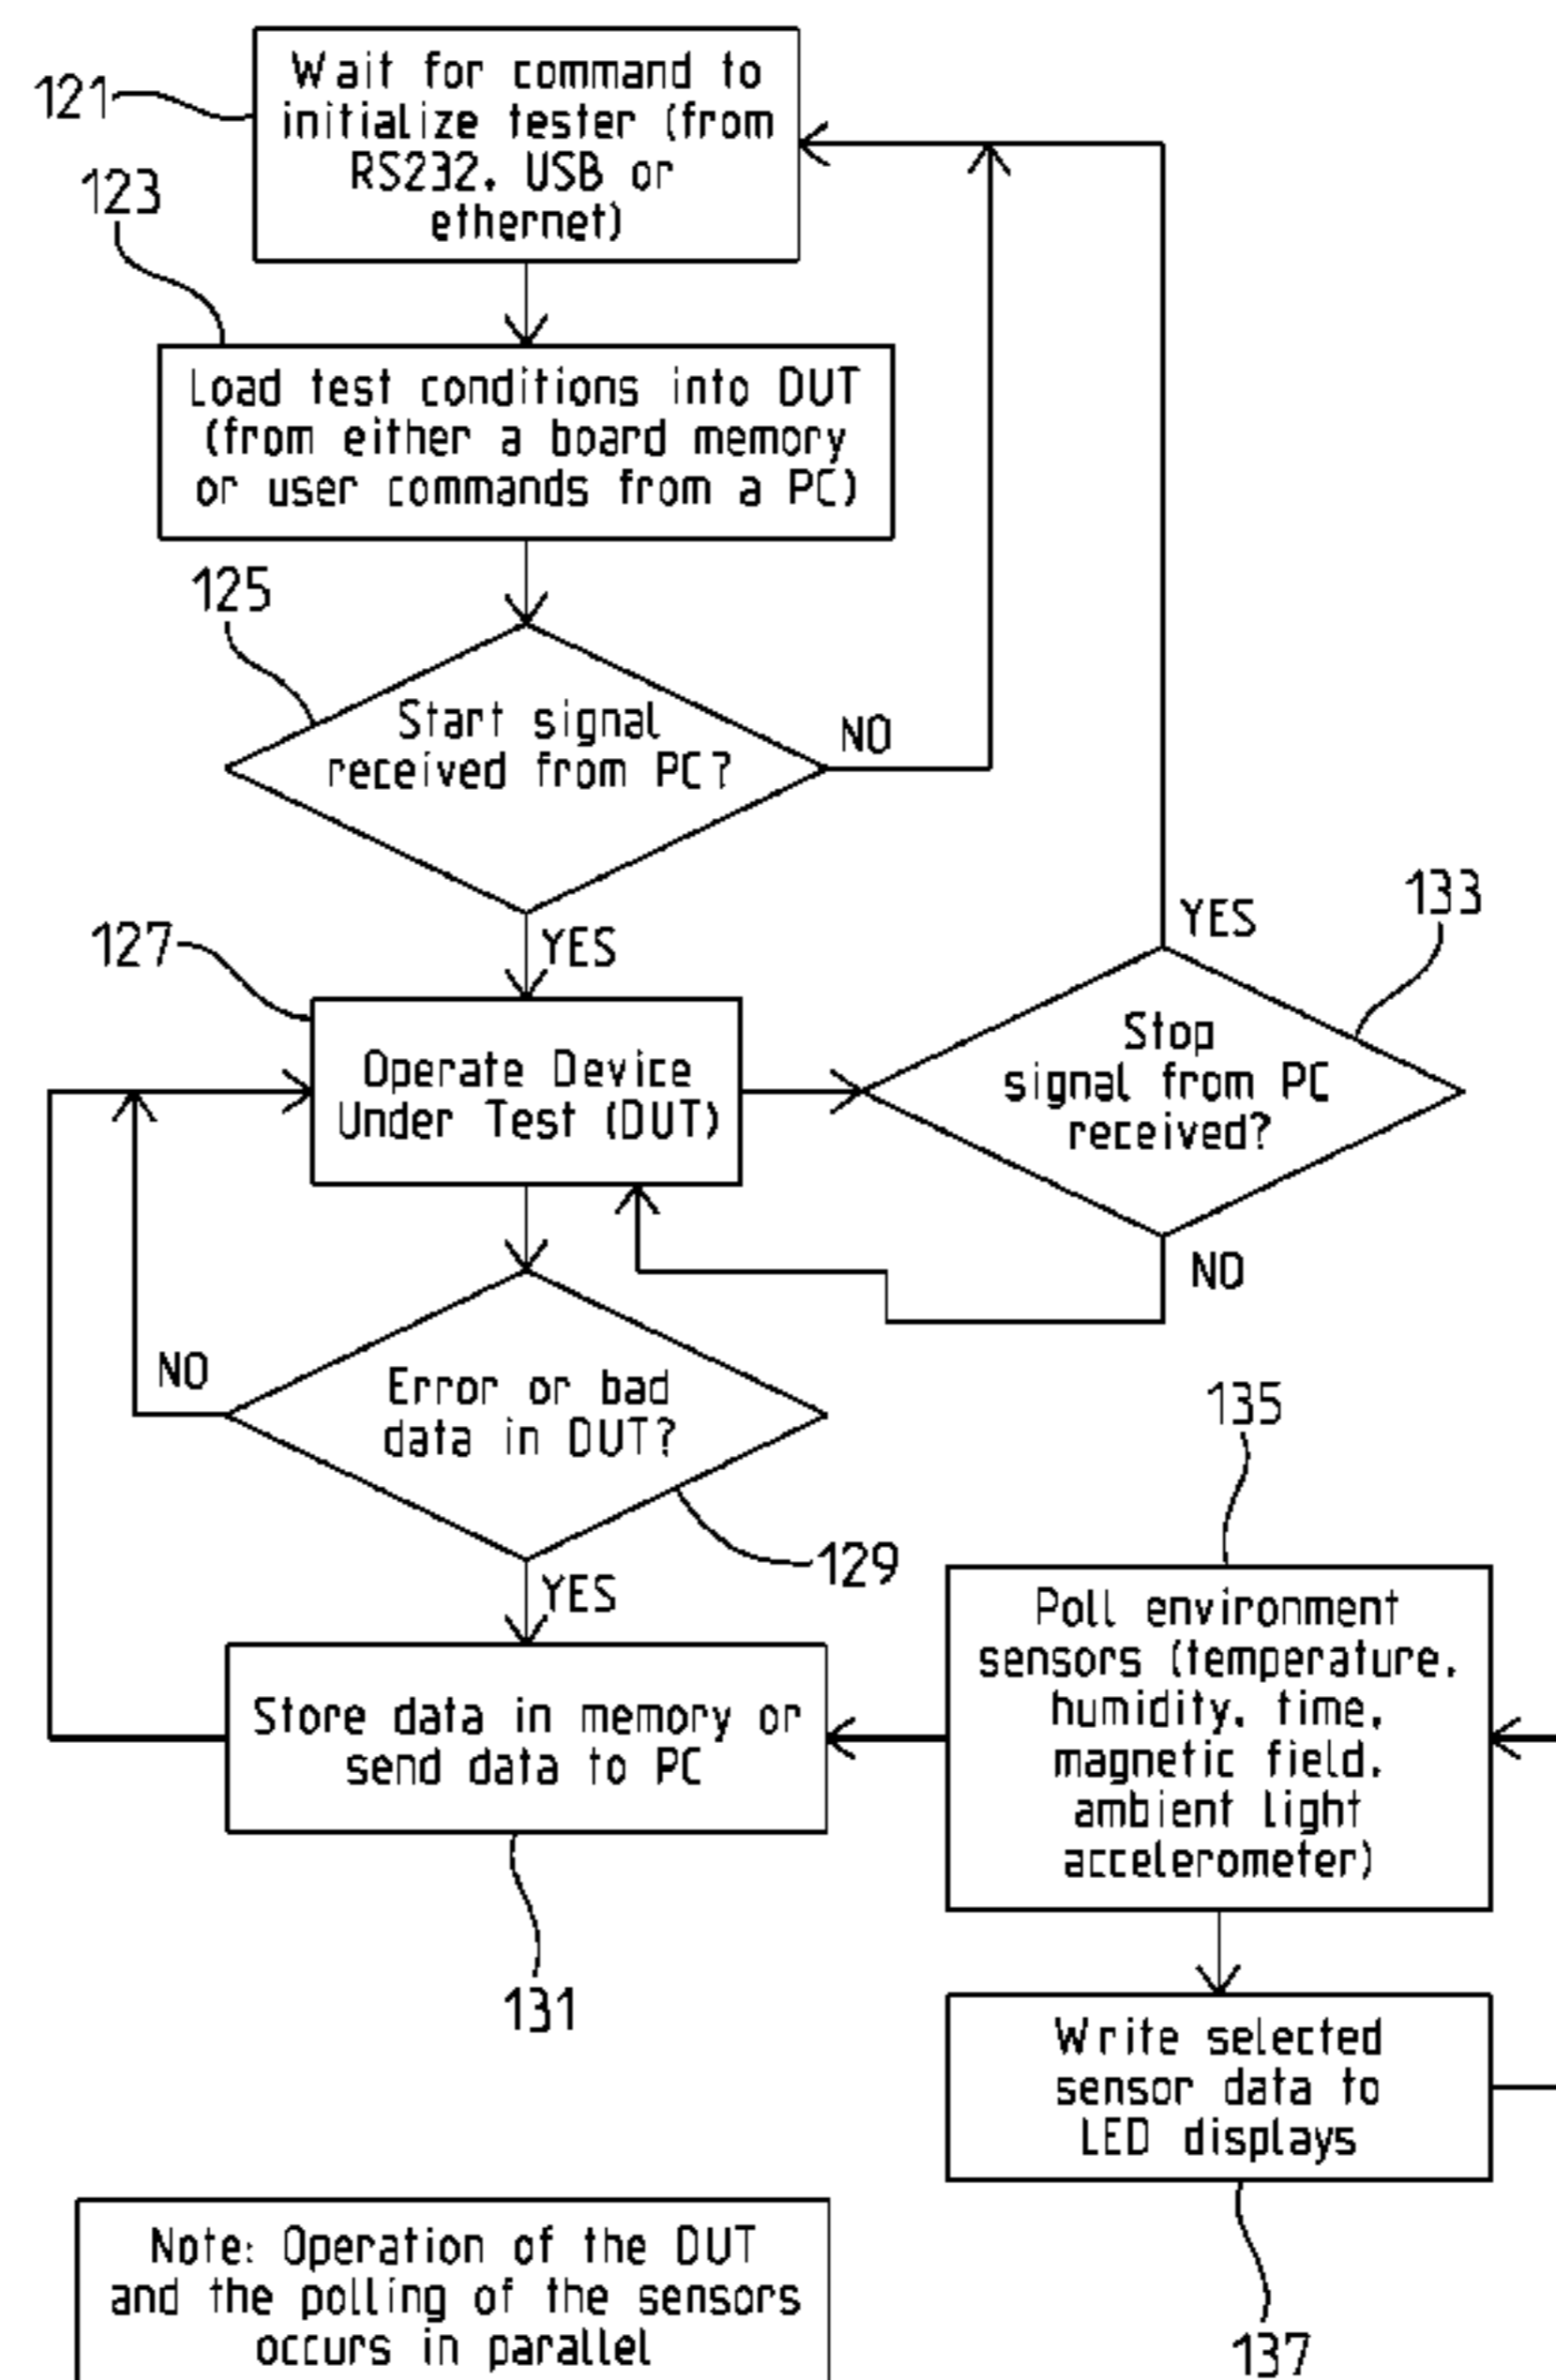 121
Wait for command to
initialize tester (from
RS232, USB or
ethernet)
123
Load test conditions into DUT
(from either a board memory
or user commands from a PC)
125
Start signal
received from PC?
NO
YES
127
Operate Device
Under Test (DUT)
133
YES
Stop
signal from PC
received?
NO
Error or bad
data in DUT?
NO
129
YES
Store data in memory or
send data to PC
131
135
Poll environment
sensors (temperature,
humidity, time,
magnetic field,
ambient light
accelerometer)
Write selected
sensor data to
LED displays
137
Note: Operation of the DUT
and the polling of the sensors
occurs in parallel